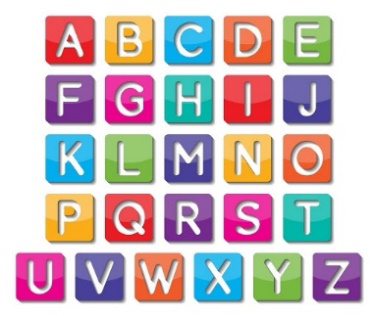 A B C D E
F G H I J
K L M N O
P Q R S T
U V W X Y Z